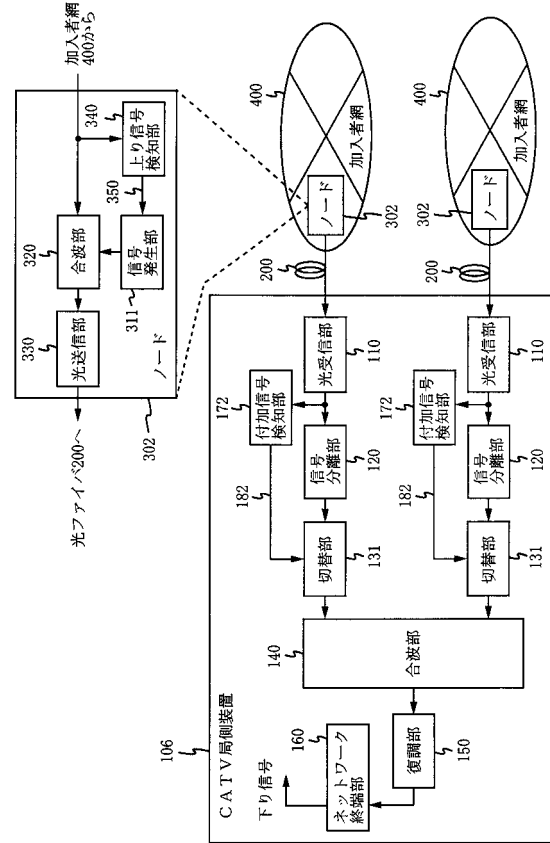 加入者網
400から
340
上り信号
検知部
350
320
合波部
信号
発生部
311
330
光送信部
ノード
302
光ファイバ200へ
400
加入者網
ノード
302
200
400
加入者網
ノード
302
200
106
CATV局側装置
光受信部
110
付加信号
検知部
172
182
信号
分離部
120
切替部
131
光受信部
110
付加信号
検知部
172
182
信号
分離部
120
切替部
131
140
合波部
復調部
150
160
ネットワーク
終端部
下り信号